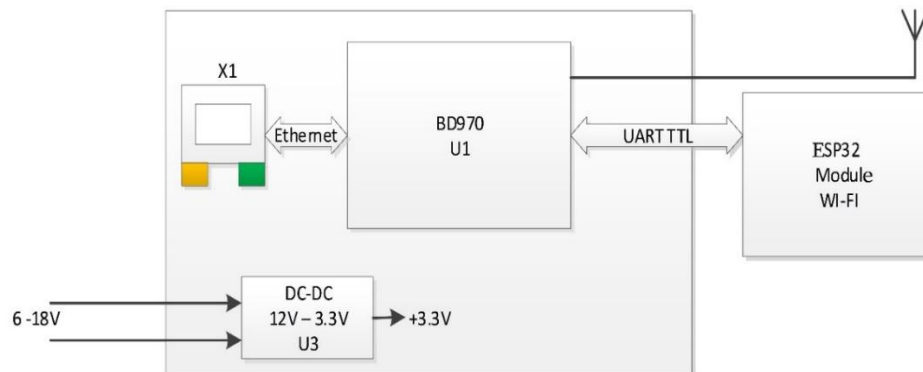 X1
Ethernet
BD970
U1
UART TTL
ESP32
Module
WI-FI
6 -18V
DC-DC
12V – 3.3V
U3
+3.3V